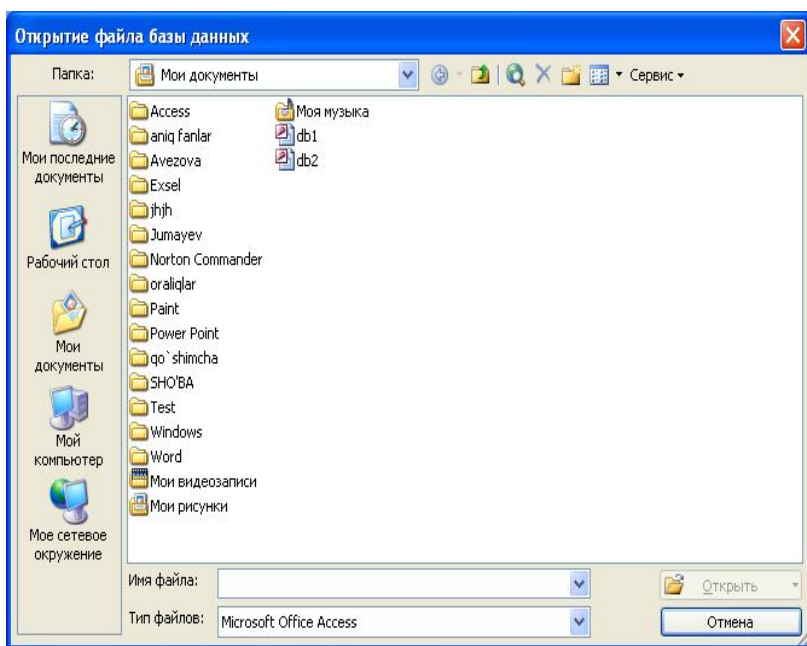 Открытие файла базы данных
Папка:
Мои документы
Сервис
Мои последние
документы
Рабочий стол
Мои
документы
Мой
компьютер
Мое сетевое
окружение
Access
aniq fanlar
Avezova
Exsel
jhjh
Jumayev
Norton Commander
oraliqlar
Paint
Power Point
qo`shimcha
SHO'BA
Test
Windows
Word
Мои видеозаписи
Мои рисунки
Моя музыка
db1
db2
Имя файла:
Открыть
Тип файлов:
Microsoft Office Access
Отмена